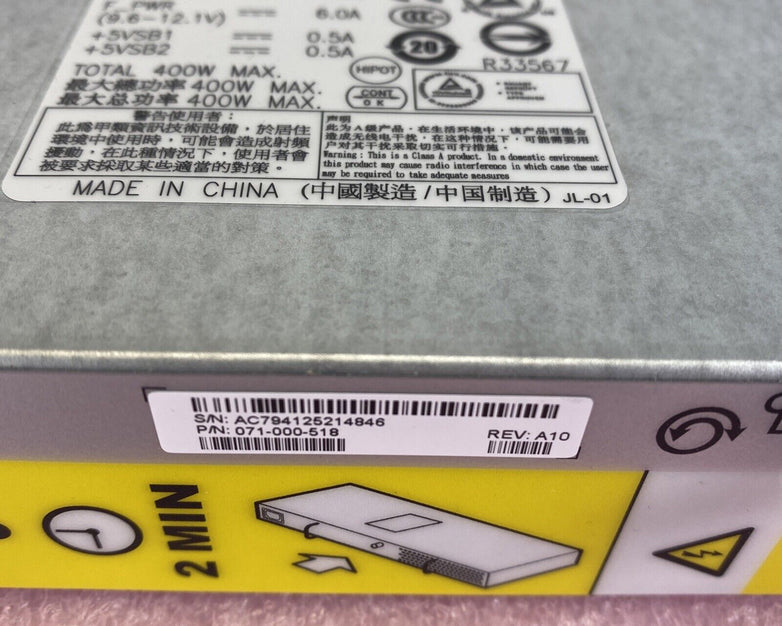 F_PWR
(9.6-12.1V) 6.0A
+5VSB1 0.5A
+5VSB2 0.5A
20
R33567
TOTAL 400W MAX.
最大總功率 400W MAX.
最大总功率 400W MAX.
HIPOT
CONT
OK
警告使用者：
此為甲類資訊技術設備，於居住
環境中使用時，可能會造成射頻
擾動，在此種情況下，使用者會
被要求採取某些適當的對策。
声明
此为 A 级产品，在生活环境中，该产品可能会
造成无线电干扰。在这种情况下，可能需要用
户对其干扰采取切实可行措施。
Warning: This is a Class A product. In a domestic environment
this product may cause radio interference in which case the user
may be required to take adequate measures
MADE IN CHINA (中國製造/中国制造) JL-01
S/N: AC794125214846
P/N: 071-000-518
REV: A10
2 MIN